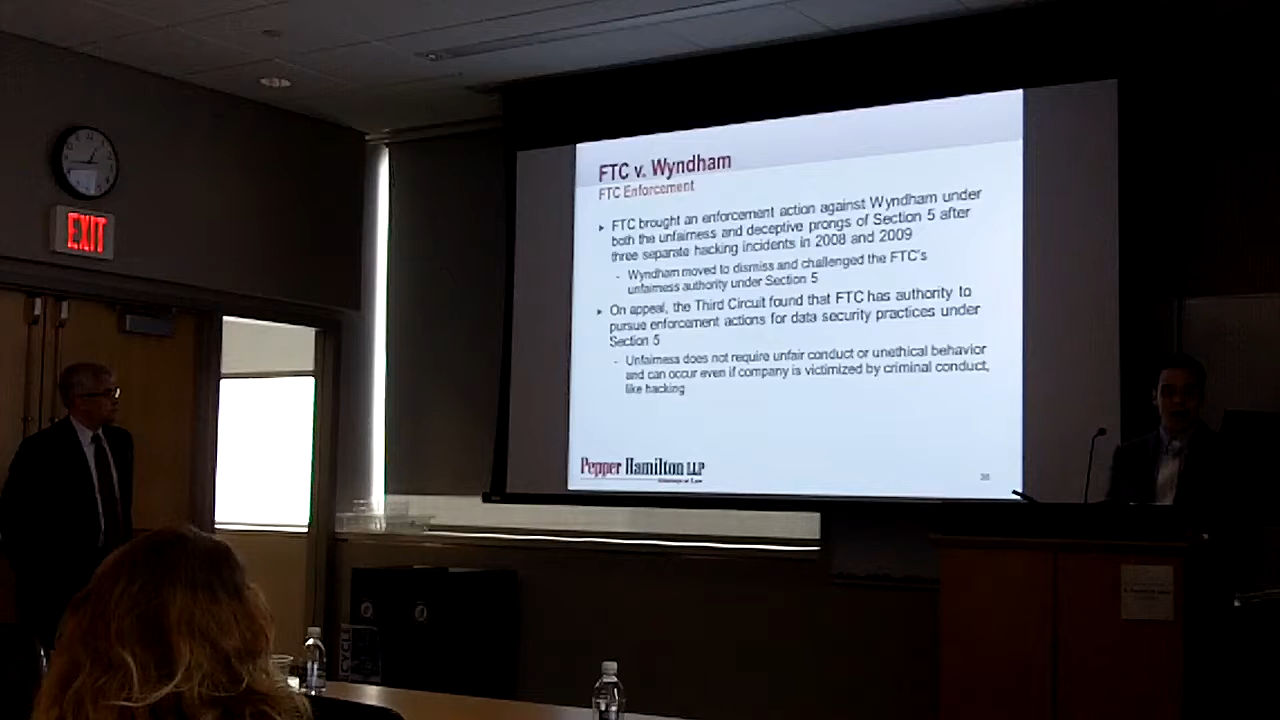 EXIT
FTC v. Wyndham
FTC Enforcement
▸ FTC brought an enforcement action against Wyndham under
both the unfairness and deceptive prongs of Section 5 after
three separate hacking incidents in 2008 and 2009
- Wyndham moved to dismiss and challenged the FTC's
unfairness authority under Section 5
▸ On appeal, the Third Circuit found that FTC has authority to
pursue enforcement actions for data security practices under
Section 5
- Unfairness does not require unfair conduct or unethical behavior
and can occur even if company is victimized by criminal conduct,
like hacking
Pepper Hamilton LLP
Attorneys at Law